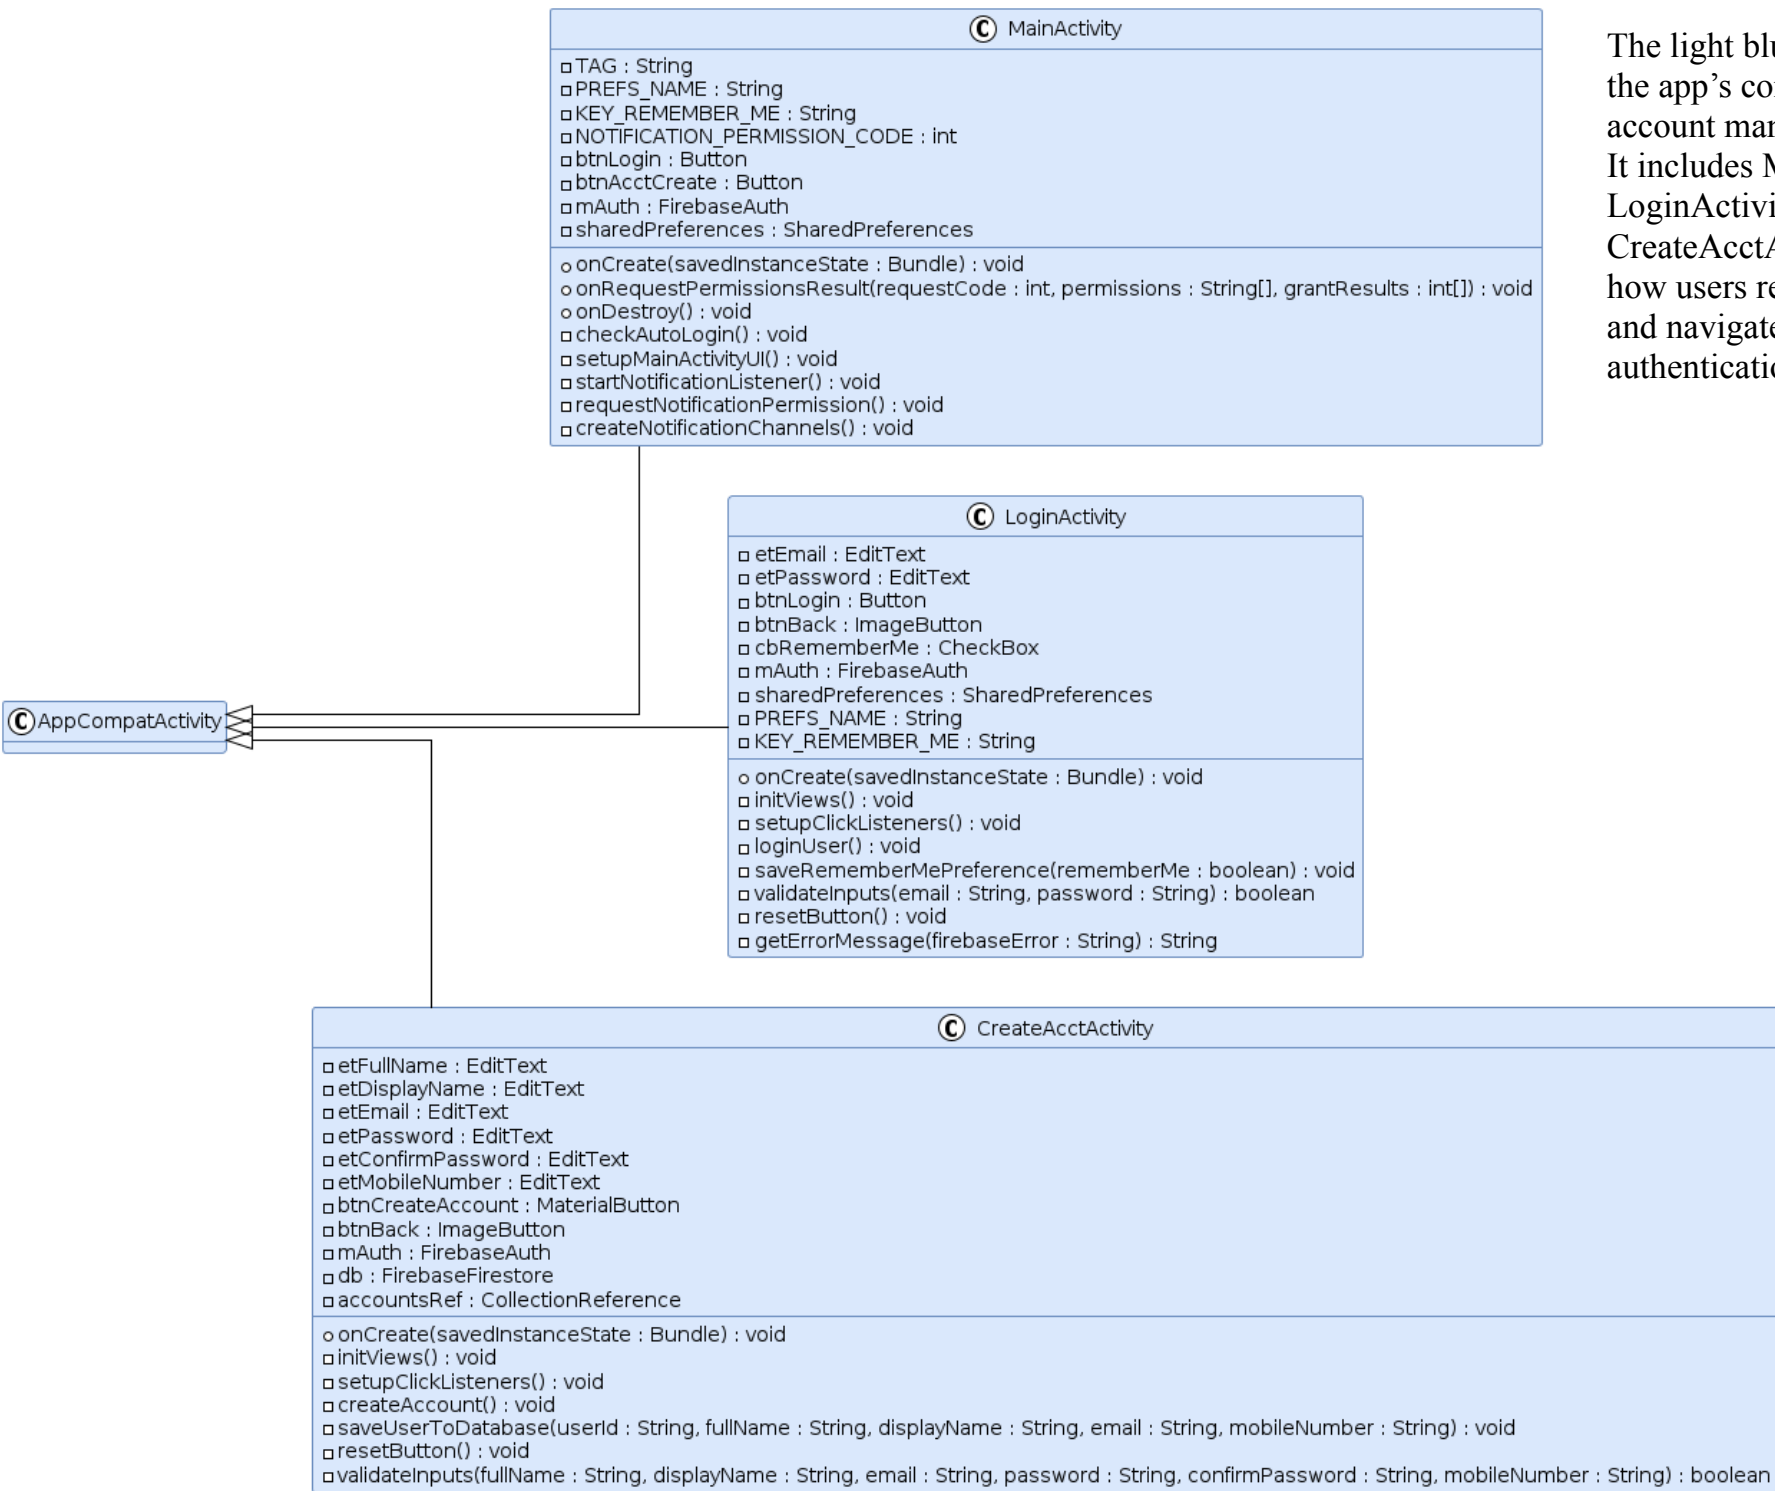 C MainActivity
TAG : String
PREFS_NAME : String
KEY_REMEMBER_ME : String
NOTIFICATION_PERMISSION_CODE : int
btnLogin : Button
btnAcctCreate : Button
mAuth : FirebaseAuth
sharedPreferences : SharedPreferences
onCreate(savedInstanceState : Bundle) : void
onRequestPermissionsResult(requestCode : int, permissions : String[], grantResults : int[]) : void
onDestroy() : void
checkAutoLogin() : void
setupMainActivityUI() : void
startNotificationListener() : void
requestNotificationPermission() : void
createNotificationChannels() : void
The light
the app's
account
It includes
how users
and
C LoginActivity
etEmail : EditText
etPassword : EditText
btnLogin : Button
btnBack : ImageButton
cbRememberMe : CheckBox
mAuth : FirebaseAuth
sharedPreferences : SharedPreferences
PREFS_NAME : String
KEY_REMEMBER_ME : String
onCreate(savedInstanceState : Bundle) : void
initViews() : void
setupClickListeners() : void
loginUser() : void
saveRememberMePreference(rememberMe : boolean) : void
validateInputs(email : String, password : String) : boolean
resetButton() : void
getErrorMessage(firebaseError : String) : String
C AppCompatActivity
C CreateAcctActivity
etFullName : EditText
etDisplayName : EditText
etEmail : EditText
etPassword : EditText
etConfirmPassword : EditText
etMobileNumber : EditText
btnCreateAccount : MaterialButton
btnBack : ImageButton
mAuth : FirebaseAuth
db : FirebaseFirestore
accountsRef : CollectionReference
onCreate(savedInstanceState : Bundle) : void
initViews() : void
setupClickListeners() : void
createAccount() : void
saveUserToDatabase(userId : String, fullName : String, displayName : String, email : String, mobileNumber : String) : void
resetButton() : void
validateInputs(fullName : String, displayName : String, email : String, password : String, confirmPassword : String, mobileNumber : String) : boolean